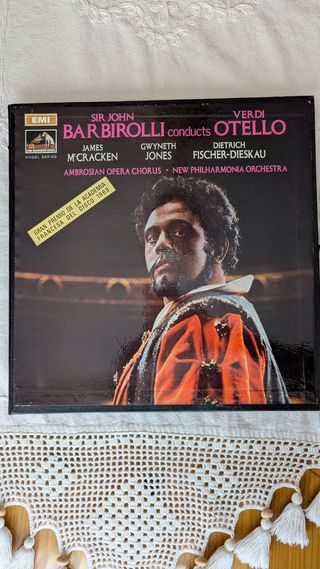 EMI
ANGEL SERIES
SIR JOHN VERDI
BARBIROLLI conducts OTELLO
JAMES GWYNETH DIETRICH
McCRACKEN JONES FISCHER-DIESKAU
AMBROSIAN OPERA CHORUS · NEW PHILHARMONIA ORCHESTRA
GRAN PREMIO DE LA ACADEMIA
FRANCESA DEL DISCO 1969